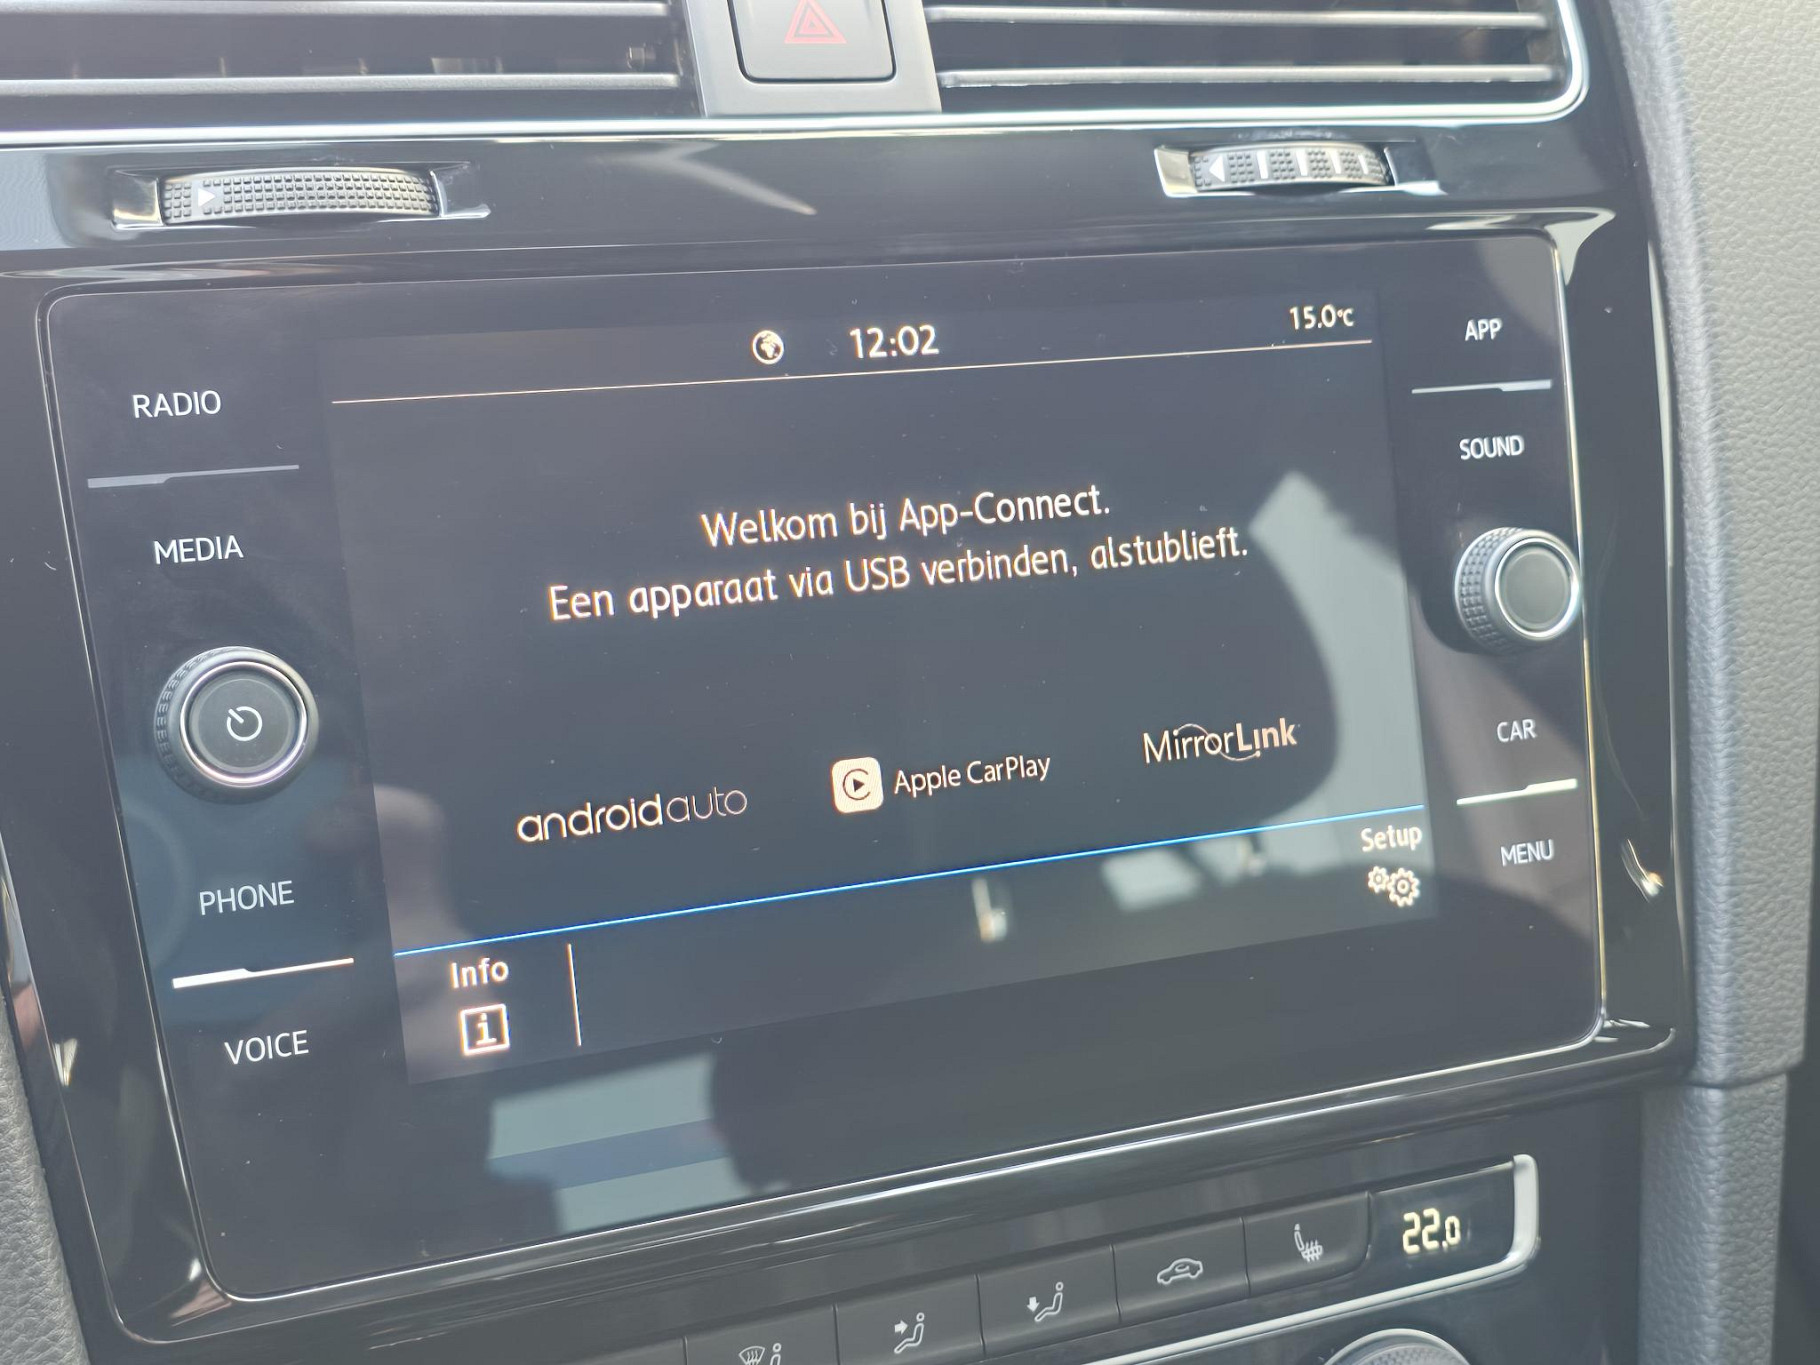 12:02
15.0°C
RADIO
MEDIA
PHONE
VOICE
Welkom bij App-Connect.
Een apparaat via USB verbinden, alstublieft.
androidauto
Apple CarPlay
MirrorLink
Info
i
Setup
APP
SOUND
CAR
MENU
22.0